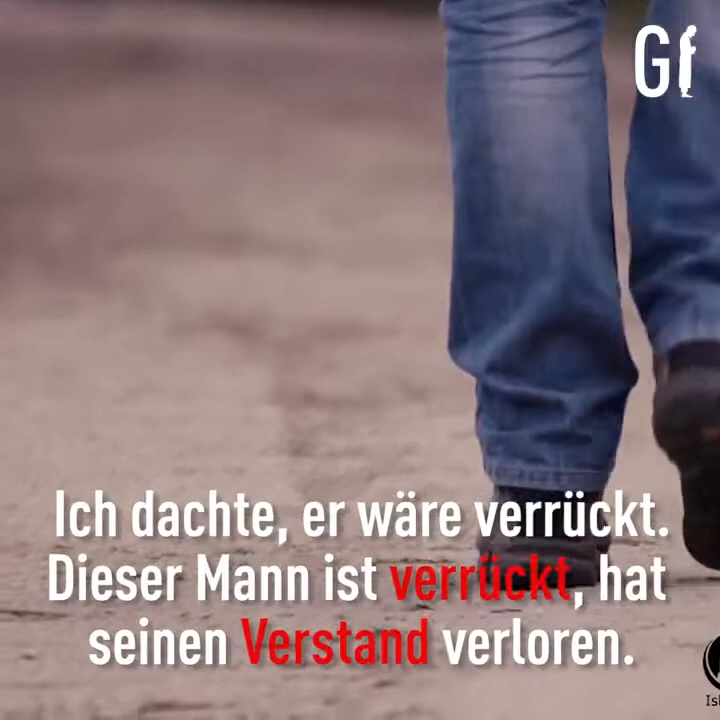 Gf
Ich dachte, er wäre verrückt.
Dieser Mann ist verrückt, hat
seinen Verstand verloren.